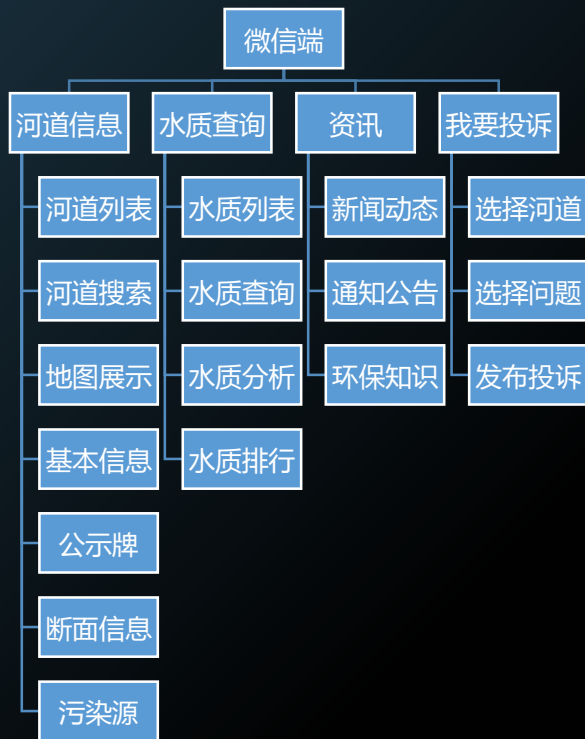 微信端
河道信息
河道列表
河道搜索
地图展示
基本信息
公示牌
断面信息
污染源
水质查询
水质列表
水质查询
水质分析
水质排行
资讯
新闻动态
通知公告
环保知识
我要投诉
选择河道
选择问题
发布投诉